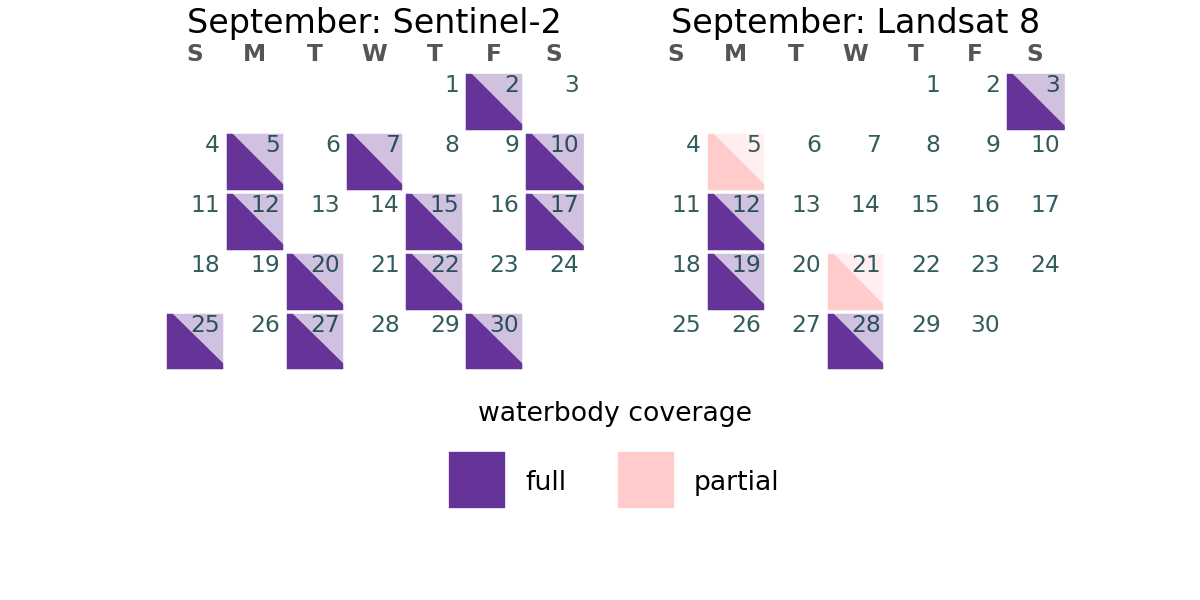 September: Sentinel-2
S M T W T F S
1 2 3
4 5 6 7 8 9 10
11 12 13 14 15 16 17
18 19 20 21 22 23 24
25 26 27 28 29 30
September: Landsat 8
S M T W T F S
1 2 3
4 5 6 7 8 9 10
11 12 13 14 15 16 17
18 19 20 21 22 23 24
25 26 27 28 29 30
waterbody coverage
full partial